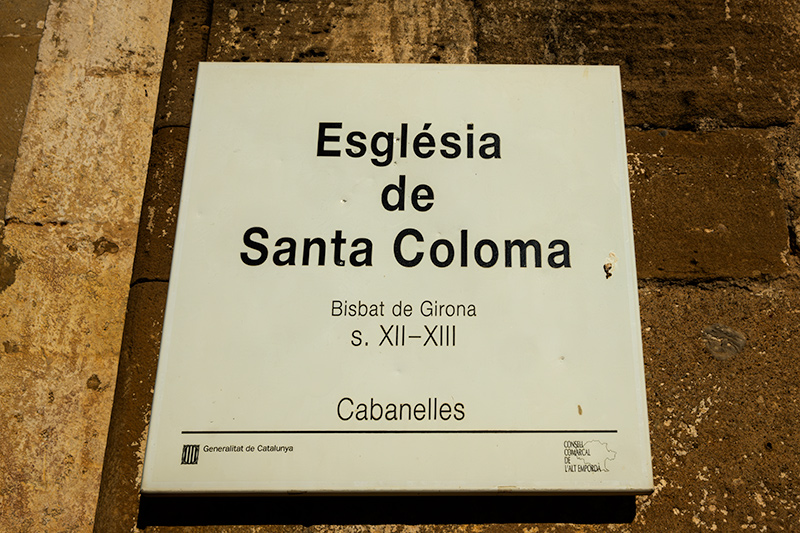 Església
de
Santa Coloma
Bisbat de Girona
s. XII–XIII
Cabanelles
Generalitat de Catalunya
CONSELL
COMARCAL
DE
L'ALT EMPORDÀ